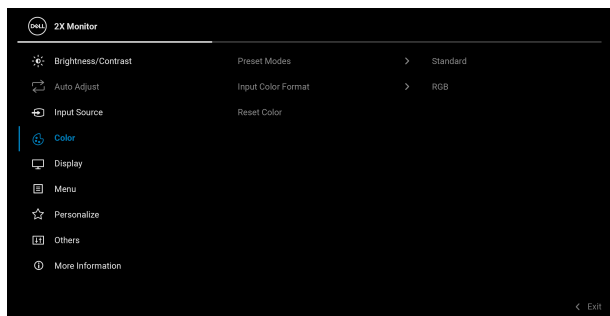 DELL 2X Monitor
Brightness/Contrast Preset Modes > Standard
Auto Adjust Input Color Format > RGB
Input Source Reset Color
Color
Display
Menu
Personalize
Others
More Information
< Exit